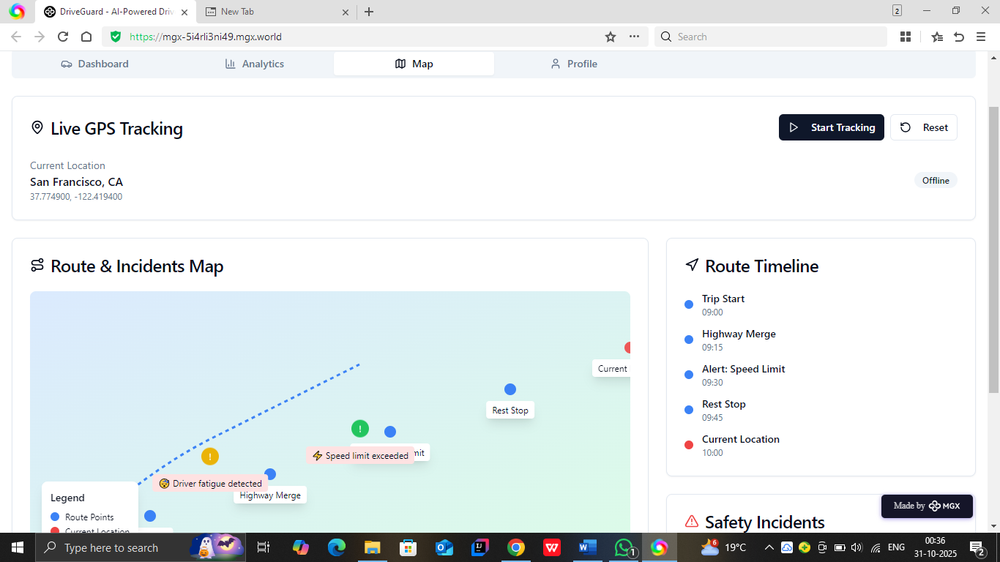 DriveGuard - AI-Powered Driv
New Tab
2
https://mgx-5i4rli3ni49.mgx.world
Search
Dashboard
Analytics
Map
Profile
Live GPS Tracking
Start Tracking
Reset
Current Location
San Francisco, CA
37.774900, -122.419400
Offline
Route & Incidents Map
Current
Rest Stop
! 
Speed limit exceeded
mit
!
Driver fatigue detected
Highway Merge
Legend
Route Points
Current Location
Route Timeline
Trip Start
09:00
Highway Merge
09:15
Alert: Speed Limit
09:30
Rest Stop
09:45
Current Location
10:00
Made by MGX
Safety Incidents
Type here to search
1
6
19°C
ENG
00:36
31-10-2025
2